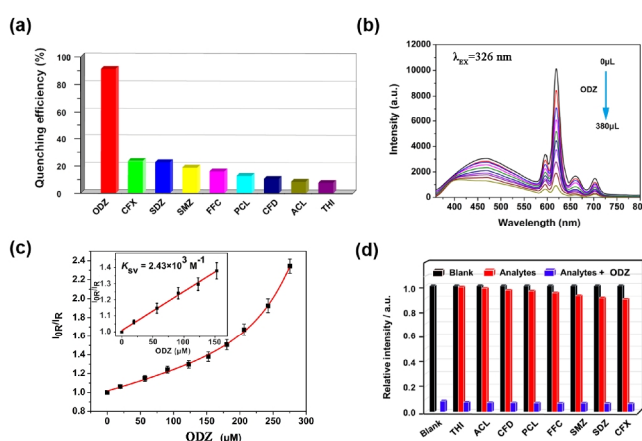 (a)
100
80
60
40
20
0
Quenching efficiency (%)
ODZ CFX SDZ SMZ FFC PCL CFD ACL THI
(b)
12000
10000
8000
6000
4000
2000
0
Intensity (a.u.)
λEX=326 nm
0μL
ODZ
380μL
400 450 500 550 600 650 700 750 800
Wavelength (nm)
(c)
2.4
2.2
2.0
1.8
1.6
1.4
1.2
1.0
0.8
I0R/IR
KSV = 2.43×10³ M⁻¹
1.4
1.3
1.2
1.1
1.0
I0R/IR
0 50 100 150
ODZ (μM)
0 50 100 150 200 250 300
ODZ (μM)
(d)
Blank Analytes Analytes + ODZ
1.0
0.8
0.6
0.4
0.2
0.0
Relative intensity / a.u.
Blank THI ACL CFD PCL FFC SMZ SDZ CFX